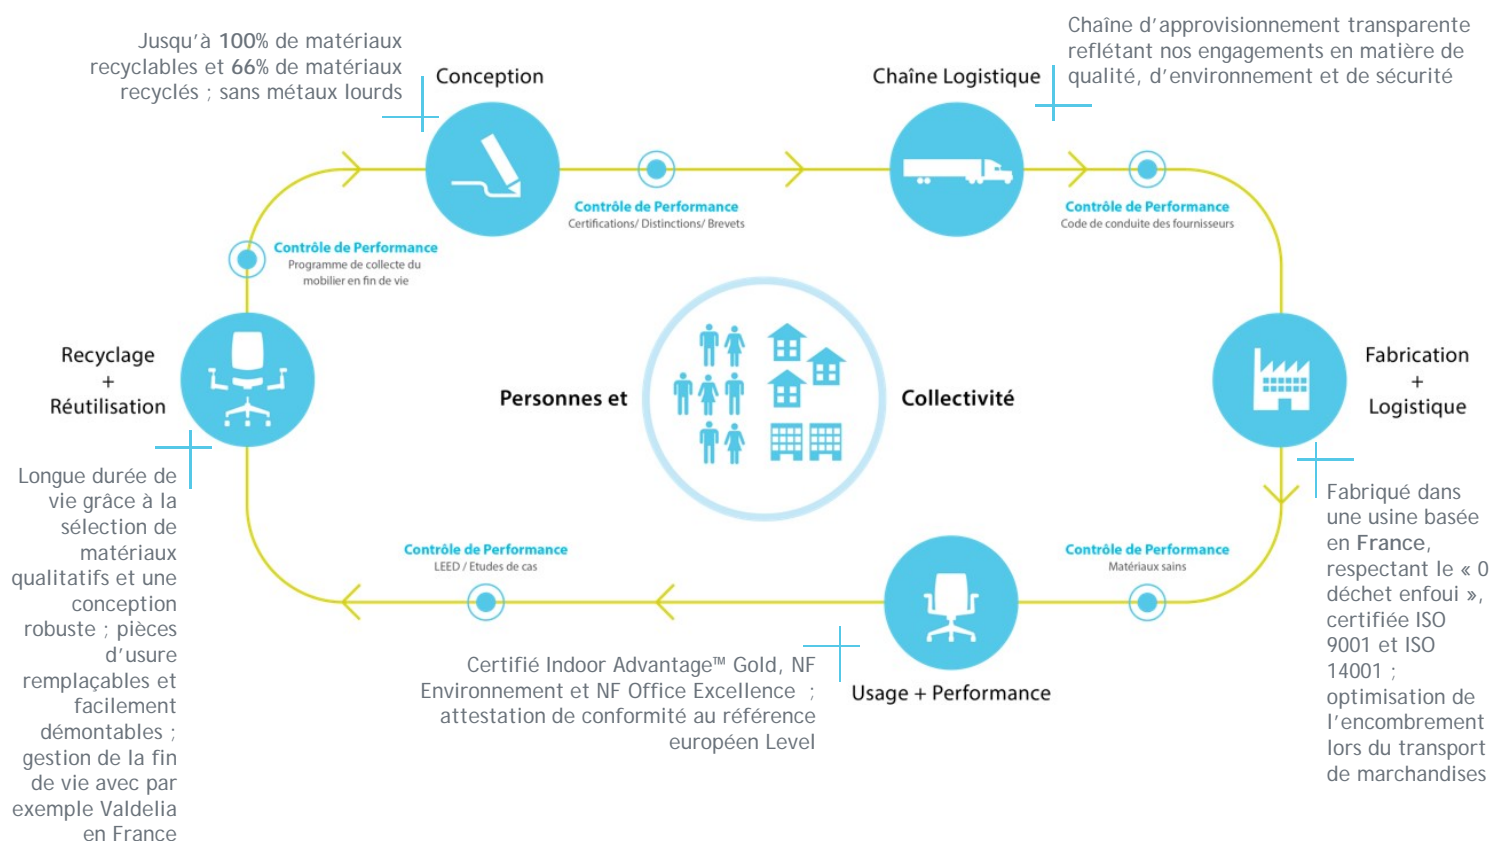 Jusqu’à 100% de matériaux
recyclables et 66% de matériaux
recyclés ; sans métaux lourds
Conception
Chaîne Logistique
Chaîne d’approvisionnement transparente
reflétant nos engagements en matière de
qualité, d’environnement et de sécurité
Contrôle de Performance
Certifications/ Distinctions/ Brevets
Contrôle de Performance
Code de conduite des fournisseurs
Contrôle de Performance
Programme de collecte du
mobilier en fin de vie
Recyclage
+
Réutilisation
Personnes et
Collectivité
Fabrication
+
Logistique
Longue durée de
vie grâce à la
sélection de
matériaux
qualitatifs et une
conception
robuste ; pièces
d’usure
remplaçables et
facilement
démontables ;
gestion de la fin
de vie avec par
exemple Valdelia
en France
Fabriqué dans
une usine basée
en France,
respectant le « 0
déchet enfoui »,
certifiée ISO
9001 et ISO
14001 ;
optimisation de
l’encombrement
lors du transport
de marchandises
Contrôle de Performance
LEED / Etudes de cas
Contrôle de Performance
Matériaux sains
Certifié Indoor Advantage™ Gold, NF
Environnement et NF Office Excellence ;
attestation de conformité au référence
européen Level
Usage + Performance